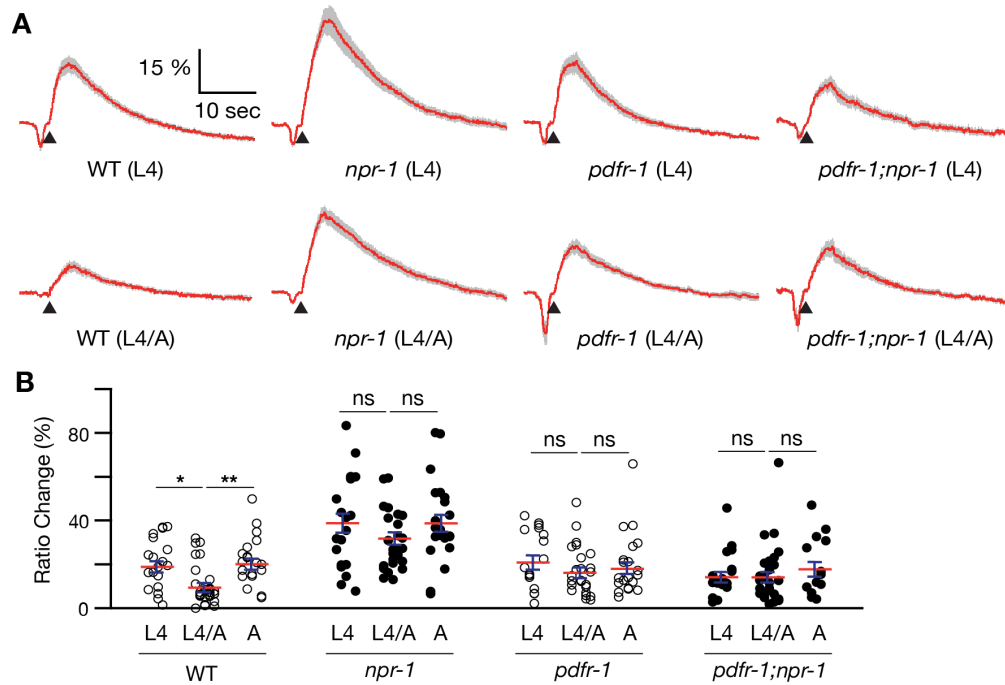 A
15 %
10 sec
WT (L4)
npr-1 (L4)
pdfr-1 (L4)
pdfr-1;npr-1 (L4)
WT (L4/A)
npr-1 (L4/A)
pdfr-1 (L4/A)
pdfr-1;npr-1 (L4/A)
B
Ratio Change (%)
80
40
0
* **
ns ns
ns ns
ns ns
L4 L4/A A
L4 L4/A A
L4 L4/A A
L4 L4/A A
WT
npr-1
pdfr-1
pdfr-1;npr-1